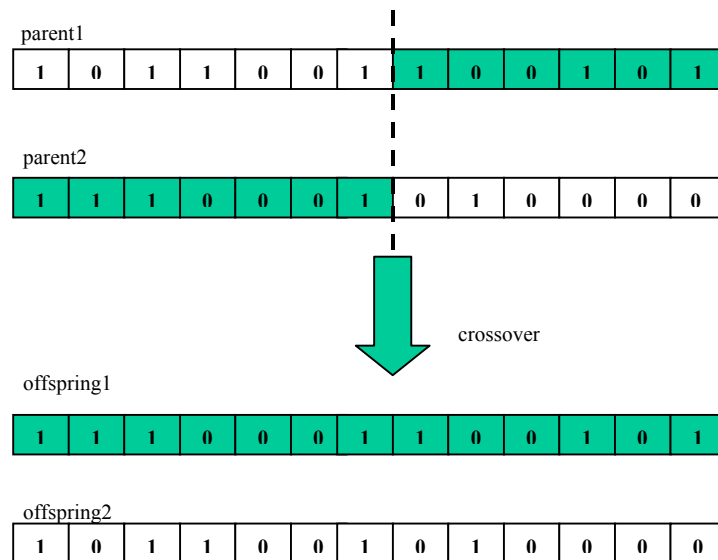 parent1
1 0 1 1 0 0 1 1 0 0 1 0 1
parent2
1 1 1 0 0 0 1 0 1 0 0 0 0
crossover
offspring1
1 1 1 0 0 0 1 1 0 0 1 0 1
offspring2
1 0 1 1 0 0 1 0 1 0 0 0 0